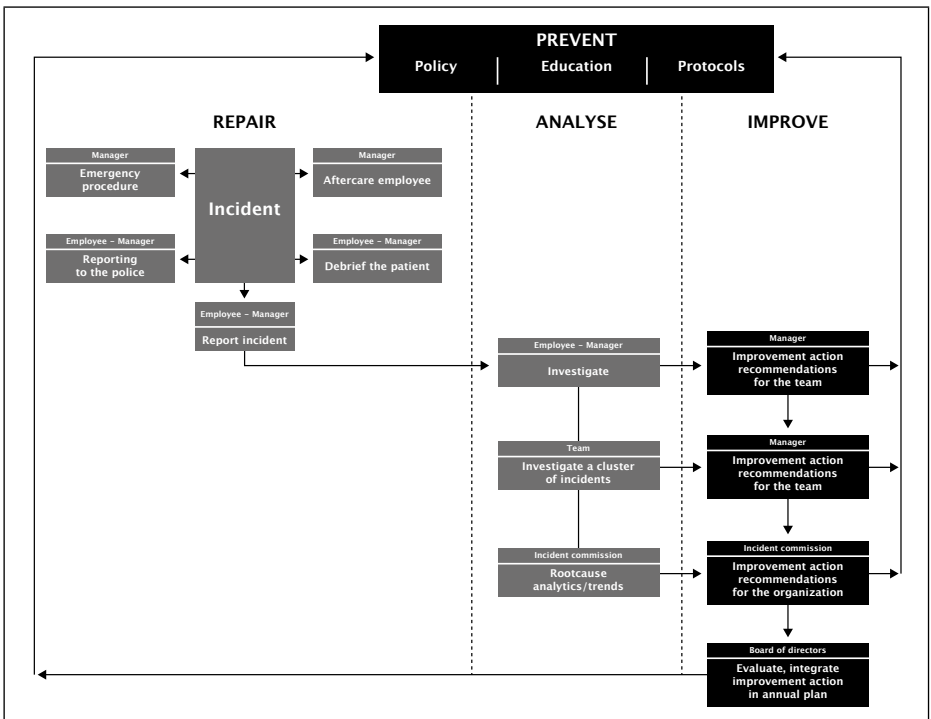 PREVENT
Policy
Education
Protocols
REPAIR
ANALYSE
IMPROVE
Manager
Emergency
procedure
Incident
Manager
Aftercare employee
Employee – Manager
Reporting
to the police
Employee – Manager
Debrief the patient
Employee – Manager
Report incident
Employee – Manager
Investigate
Manager
Improvement action
recommendations
for the team
Team
Investigate a cluster
of incidents
Manager
Improvement action
recommendations
for the team
Incident commission
Rootcause
analytics/trends
Incident commission
Improvement action
recommendations
for the organization
Board of directors
Evaluate, integrate
improvement action
in annual plan